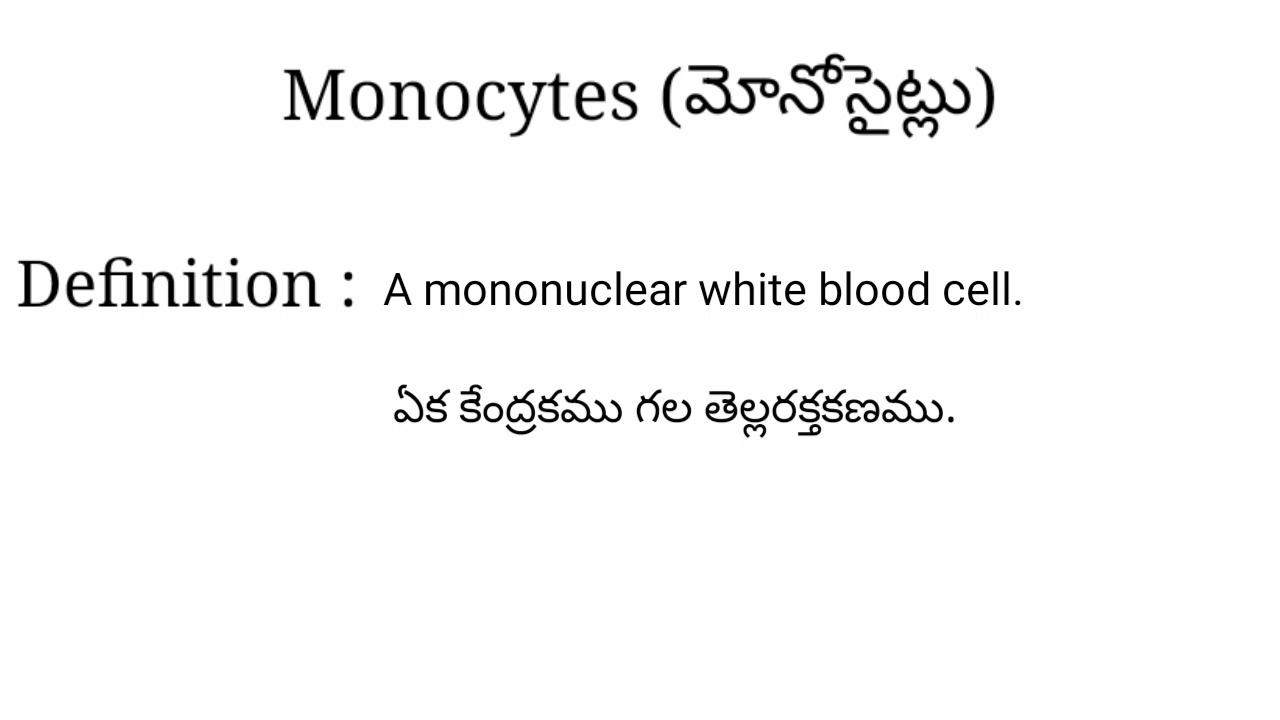 Monocytes (మోనోసైట్లు)
Definition : A mononuclear white blood cell.
ఏక కేంద్రకము గల తెల్లరక్తకణము.